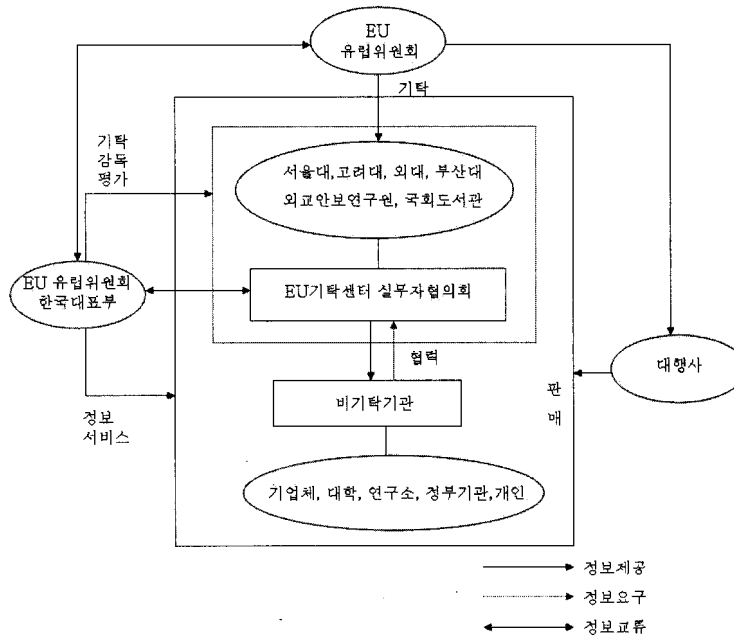 EU
유럽위원회
기탁
기탁
감독
평가
서울대,고려대, 외대, 부산대
외교안보연구원, 국회도서관
EU 유럽위원회
한국대표부
EU기탁센터 실무자협의회
협력
대행사
판
매
비기탁기관
정보
서비스
기업체, 대학, 연구소, 정부기관,개인
정보제공
정보요구
정보교류